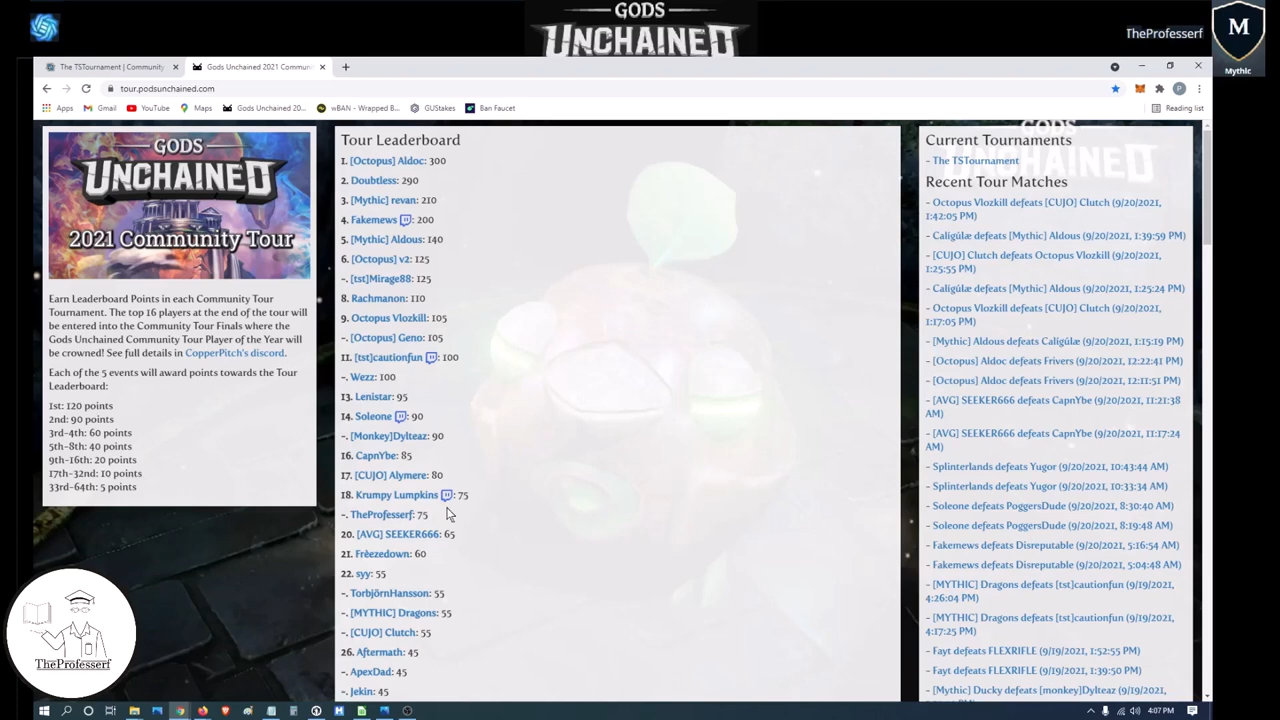 GODS
UNCHAINED
TheProfesserf
M
Mythic
The TSTournament | Community
Gods Unchained 2021 Commun
tour.podsunchained.com
P
Apps
Gmail
YouTube
Maps
Gods Unchained 20...
wBAN - Wrapped B...
GUStakes
Ban Faucet
Reading list
GODS
UNCHAINED
2021 Community Tour
Earn Leaderboard Points in each Community Tour
Tournament. The top 16 players at the end of the tour will
be entered into the Community Tour Finals where the
Gods Unchained Community Tour Player of the Year will
be crowned! See full details in CopperPitch's discord.
Each of the 5 events will award points towards the Tour
Leaderboard:
1st: 120 points
2nd: 90 points
3rd-4th: 60 points
5th-8th: 40 points
9th-16th: 20 points
17th-32nd: 10 points
33rd-64th: 5 points
Tour Leaderboard
1. [Octopus] Aldoc: 300
2. Doubtless: 290
3. [Mythic] revan: 210
4. Fakemews : 200
5. [Mythic] Aldous: 140
6. [Octopus] v2: 125
–. [tst]Mirage88: 125
8. Rachmanon: 110
9. Octopus Vlozkill: 105
–. [Octopus] Geno: 105
11. [tst]cautionfun : 100
–. Wezz: 100
13. Lenistar: 95
14. Soleone : 90
–. [Monkey]Dylteaz: 90
16. CapnYbe: 85
17. [CUJO] Alymere: 80
18. Krumpy Lumpkins : 75
–. TheProfesserf: 75
20. [AVG] SEEKER666: 65
21. Frèezedown: 60
22. syy: 55
–. TorbjörnHansson: 55
–. [MYTHIC] Dragons: 55
–. [CUJO] Clutch: 55
26. Aftermath: 45
–. ApexDad: 45
–. Jekin: 45
GODS
UNCHAINED
Current Tournaments
– The TSTournament
Recent Tour Matches
– Octopus Vlozkill defeats [CUJO] Clutch (9/20/2021,
1:42:05 PM)
– Calígúlæ defeats [Mythic] Aldous (9/20/2021, 1:39:59 PM)
– [CUJO] Clutch defeats Octopus Vlozkill (9/20/2021,
1:25:55 PM)
– Calígúlæ defeats [Mythic] Aldous (9/20/2021, 1:25:24 PM)
– Octopus Vlozkill defeats [CUJO] Clutch (9/20/2021,
1:17:05 PM)
– [Mythic] Aldous defeats Calígúlæ (9/20/2021, 1:15:19 PM)
– [Octopus] Aldoc defeats Frivers (9/20/2021, 12:22:41 PM)
– [Octopus] Aldoc defeats Frivers (9/20/2021, 12:11:51 PM)
– [AVG] SEEKER666 defeats CapnYbe (9/20/2021, 11:21:38
AM)
– [AVG] SEEKER666 defeats CapnYbe (9/20/2021, 11:17:24
AM)
– Splinterlands defeats Yugor (9/20/2021, 10:43:44 AM)
– Splinterlands defeats Yugor (9/20/2021, 10:33:34 AM)
– Soleone defeats PoggersDude (9/20/2021, 8:30:40 AM)
– Soleone defeats PoggersDude (9/20/2021, 8:19:48 AM)
– Fakemews defeats Disreputable (9/20/2021, 5:16:54 AM)
– Fakemews defeats Disreputable (9/20/2021, 5:04:48 AM)
– [MYTHIC] Dragons defeats [tst]cautionfun (9/19/2021,
4:26:04 PM)
– [MYTHIC] Dragons defeats [tst]cautionfun (9/19/2021,
4:17:25 PM)
– Fayt defeats FLEXRIFLE (9/19/2021, 1:52:55 PM)
– Fayt defeats FLEXRIFLE (9/19/2021, 1:39:50 PM)
– [Mythic] Ducky defeats [monkey]Dylteaz (9/19/2021,
TheProfesserf
4:07 PM